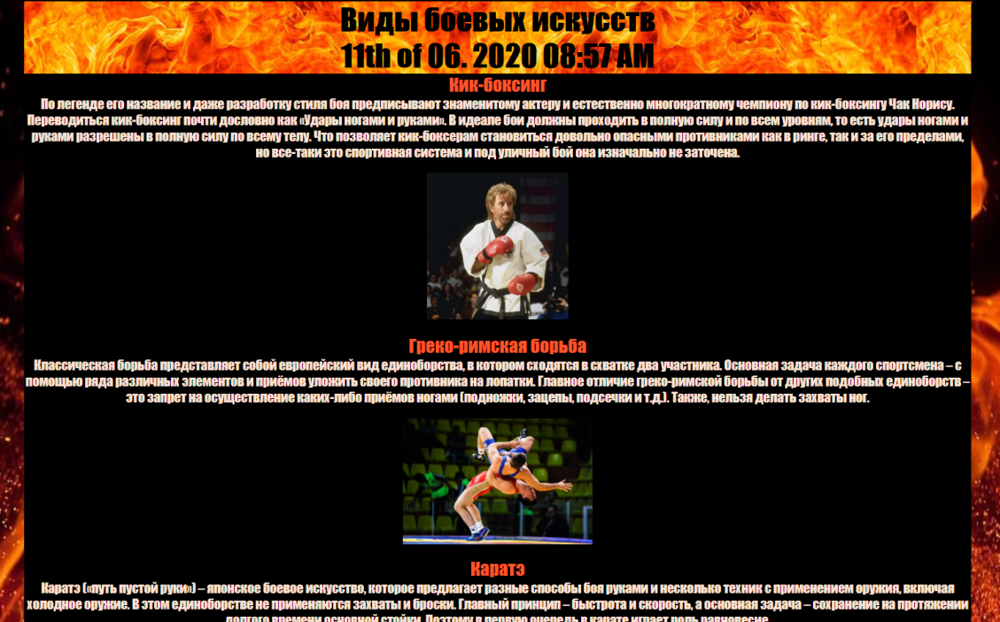 Виды боевых искусств
11th of 06. 2020 08:57 AM
Кик-боксинг
По легенде его название и даже разработку стиля боя предписывают знаменитому актеру и естественно многократному чемпиону по кик-боксингу Чак Норису.
Переводиться кик-боксинг почти дословно как «Удары ногами и руками». В идеале бои должны проходить в полную силу и по всем уровням, то есть удары ногами и
руками разрешены в полную силу по всему телу. Что позволяет кик-боксерам становиться довольно опасными противниками как в ринге, так и за его пределами,
но все-таки это спортивная система и под уличный бой она изначально не заточена.
Греко-римская борьба
Классическая борьба представляет собой европейский вид единоборства, в котором сходятся в схватке два участника. Основная задача каждого спортсмена – с
помощью ряда различных элементов и приёмов уложить своего противника на лопатки. Главное отличие греко-римской борьбы от других подобных единоборств –
это запрет на осуществление каких-либо приёмов ногами (подножки, зацепы, подсечки и т.д.). Также, нельзя делать захваты ног.
Каратэ
Каратэ («путь пустой руки») – японское боевое искусство, которое предлагает разные способы боя руками и несколько техник с применением оружия, включая
холодное оружие. В этом единоборстве не применяются захваты и броски. Главный принцип – быстрота и скорость, а основная задача – сохранение на протяжении
долгого времени основной стойки. Поэтому в первую очередь в карате играет роль равновесие.